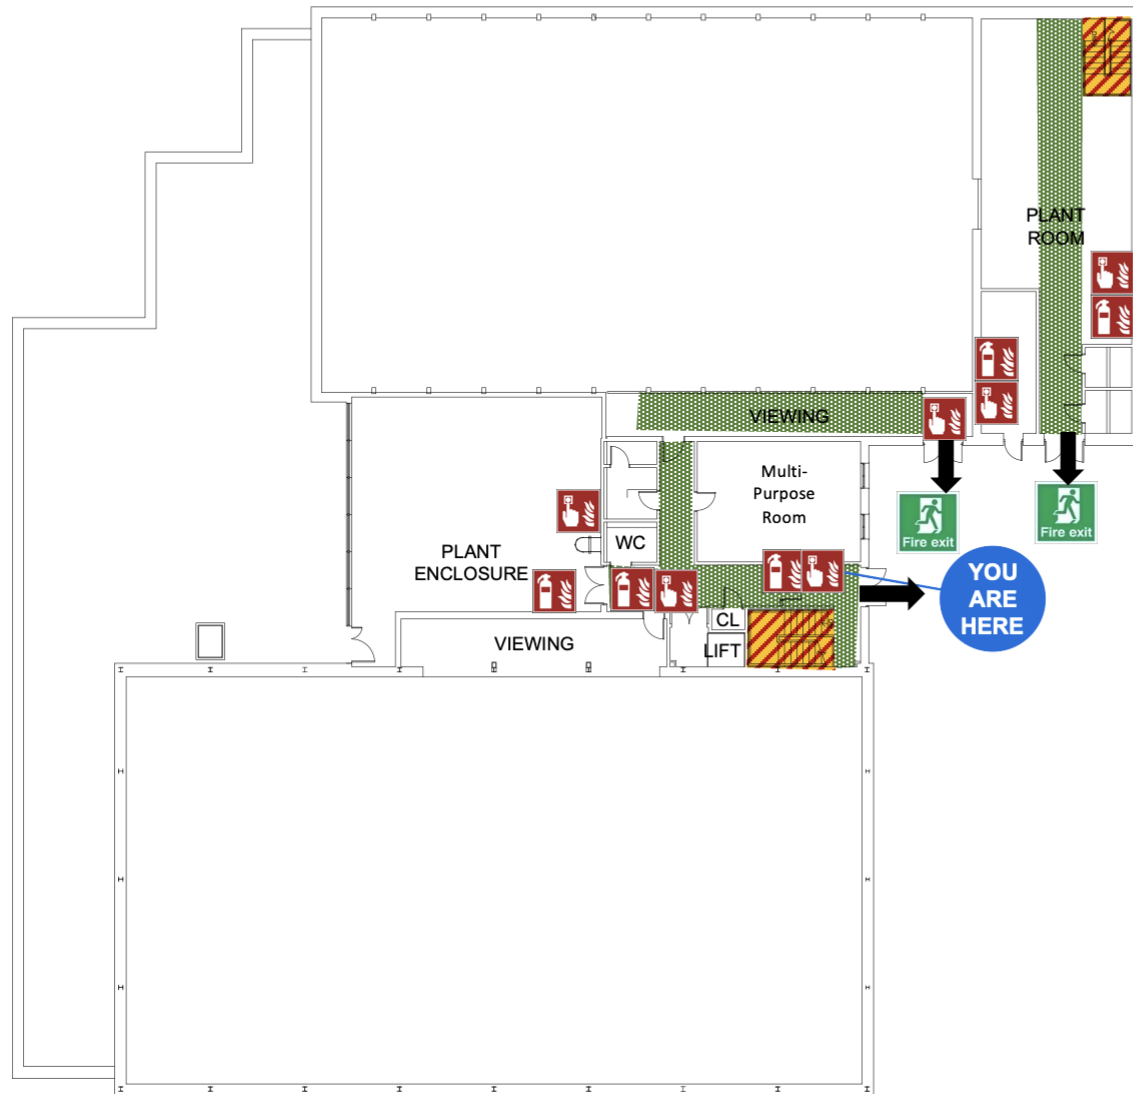 PLANT
ROOM
VIEWING
Multi-
Purpose
Room
Fire exit
Fire exit
WC
PLANT
ENCLOSURE
YOU
ARE
HERE
CL
VIEWING
LIFT